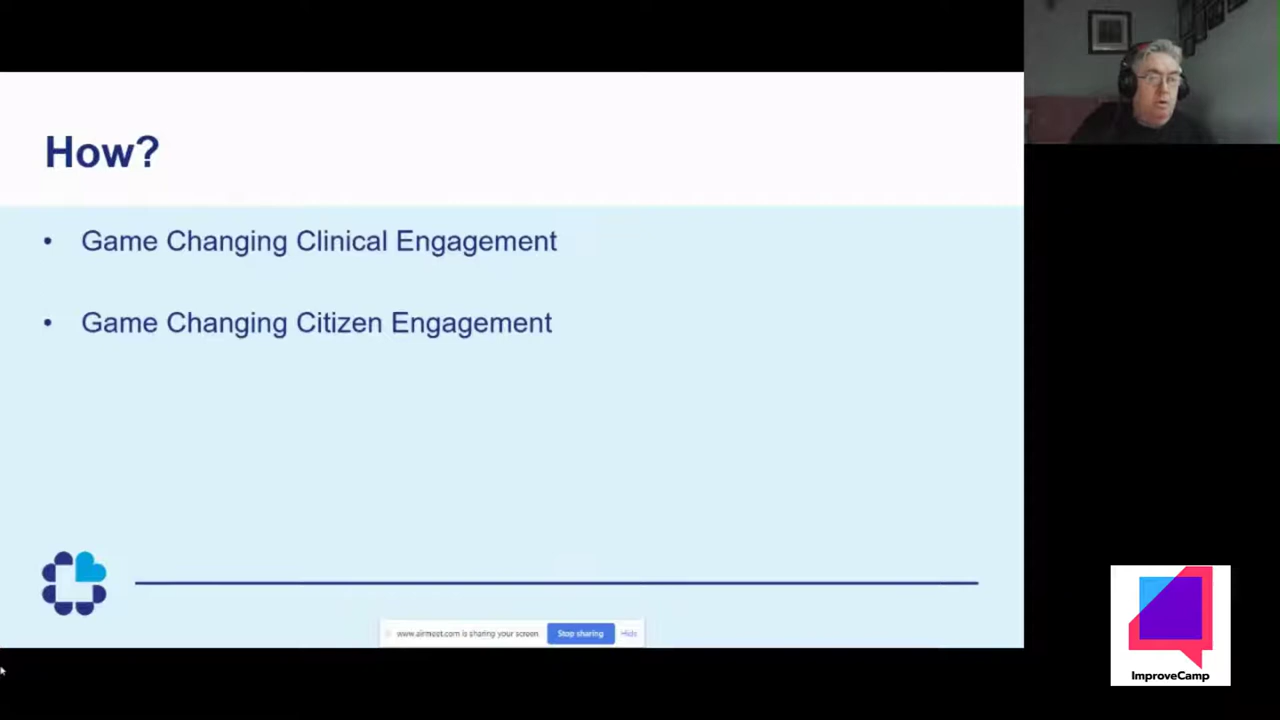 How?
• Game Changing Clinical Engagement
• Game Changing Citizen Engagement
www.airmeet.com is sharing your screen
Stop sharing
Hide
ImproveCamp